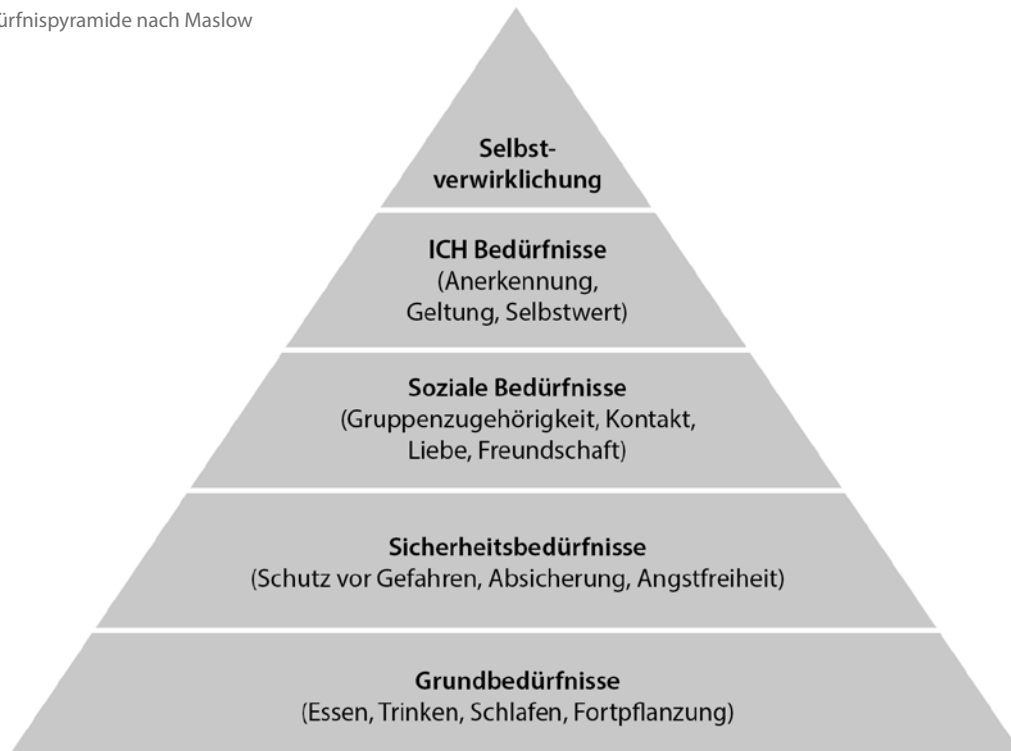 ürfnispyramide nach Maslow
Selbst-
verwirklichung
ICH Bedürfnisse
(Anerkennung,
Geltung, Selbstwert)
Soziale Bedürfnisse
(Gruppenzugehörigkeit, Kontakt,
Liebe, Freundschaft)
Sicherheitsbedürfnisse
(Schutz vor Gefahren, Absicherung, Angstfreiheit)
Grundbedürfnisse
(Essen, Trinken, Schlafen, Fortpflanzung)